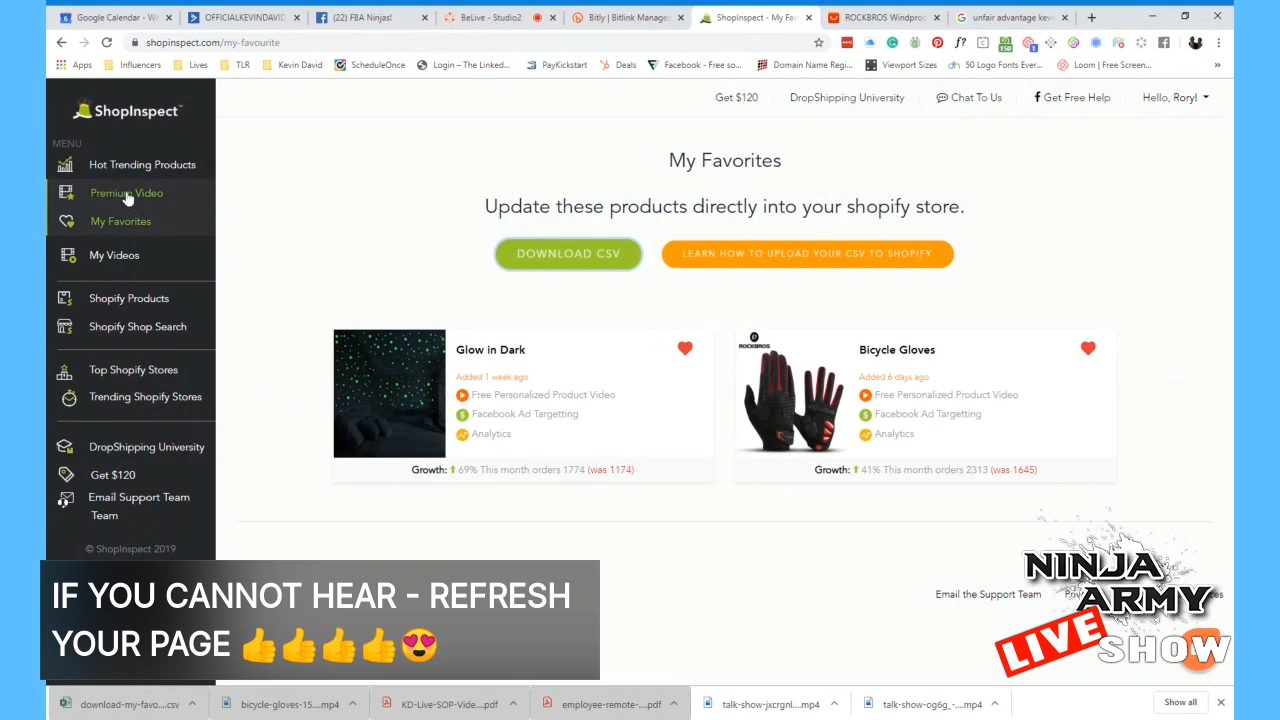 Google Calendar - W
OFFICIALKEVINDAVID
(22) FBA Ninjas!
BeLive - Studio2
Bitly | Bitlink Manage
ShopInspect - My Fav
ROCKBROS Windpro
unfair advantage kev
shopinspect.com/my-favourite
Apps
Influencers
Lives
TLR
Kevin David
ScheduleOnce
Login – The Linked...
PayKickstart
Deals
Facebook - Free so...
Domain Name Regi...
Viewport Sizes
50 Logo Fonts Ever...
Loom | Free Screen...
ShopInspect™
Get $120
DropShipping University
Chat To Us
Get Free Help
Hello, Rory!
MENU
Hot Trending Products
Premium Video
My Favorites
My Videos
Shopify Products
Shopify Shop Search
Top Shopify Stores
Trending Shopify Stores
DropShipping University
Get $120
Email Support Team
Team
© ShopInspect 2019
My Favorites
Update these products directly into your shopify store.
DOWNLOAD CSV
LEARN HOW TO UPLOAD YOUR CSV TO SHOPIFY
Glow in Dark
Added 1 week ago
Free Personalized Product Video
Facebook Ad Targetting
Analytics
Growth: 69% This month orders 1774 (was 1174)
ROCKBROS
Bicycle Gloves
Added 6 days ago
Free Personalized Product Video
Facebook Ad Targetting
Analytics
Growth: 41% This month orders 2313 (was 1645)
Email the Support Team
NINJA
ARMY
LIVE
SHOW
IF YOU CANNOT HEAR - REFRESH
YOUR PAGE 👍👍👍👍😍
download-my-favo....csv
bicycle-gloves-15....mp4
KD-Live-SOP-Vide....pdf
employee-remote-....pdf
talk-show-jxcrgnl....mp4
talk-show-og6g_-....mp4
Show all